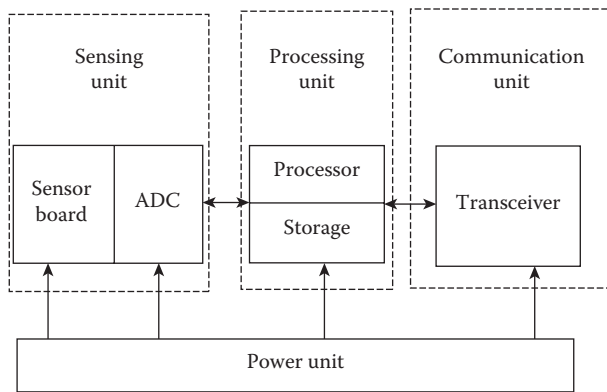 Sensing
unit
Processing
unit
Communication
unit
Sensor
board
ADC
Processor
Storage
Transceiver
Power unit